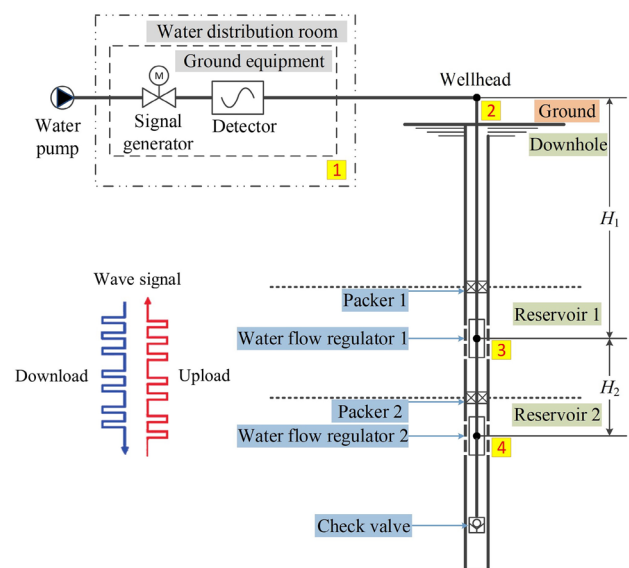 Water distribution room
Ground equipment
M
Water
pump
Signal
generator
Detector
1
Wellhead
2
Ground
Downhole
H1
Wave signal
Download
Upload
Packer 1
Reservoir 1
Water flow regulator 1
3
H2
Packer 2
Reservoir 2
Water flow regulator 2
4
Check valve